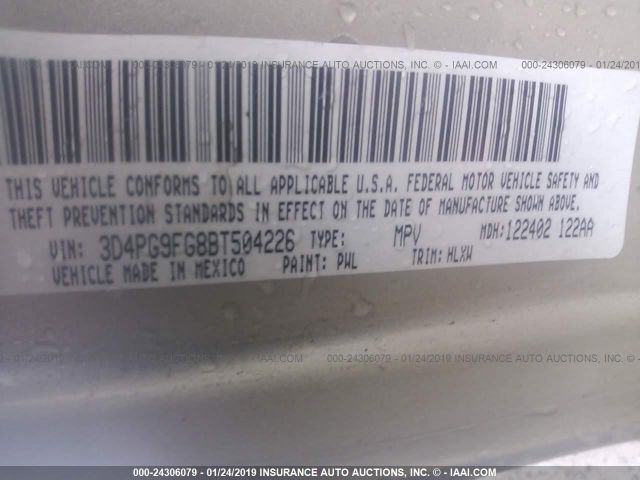 000-24306079 - 01/24/2019 INSURANCE AUTO AUCTIONS, INC. - © - IAAI.COM
THIS VEHICLE CONFORMS TO ALL APPLICABLE U.S.A. FEDERAL MOTOR VEHICLE SAFETY AND
THEFT PREVENTION STANDARDS IN EFFECT ON THE DATE OF MANUFACTURE SHOWN ABOVE.
VIN: 3D4PG9FG8BT504226 TYPE: MPV MDH: 122402 122AA
VEHICLE MADE IN MEXICO PAINT: PWL TRIM: HLXW
000-24306079 - 01/24/2019 INSURANCE AUTO AUCTIONS, INC. - © - IAAI.COM
000-24306079 - 01/24/2019 INSURANCE AUTO AUCTIONS, INC. - © - IAAI.COM